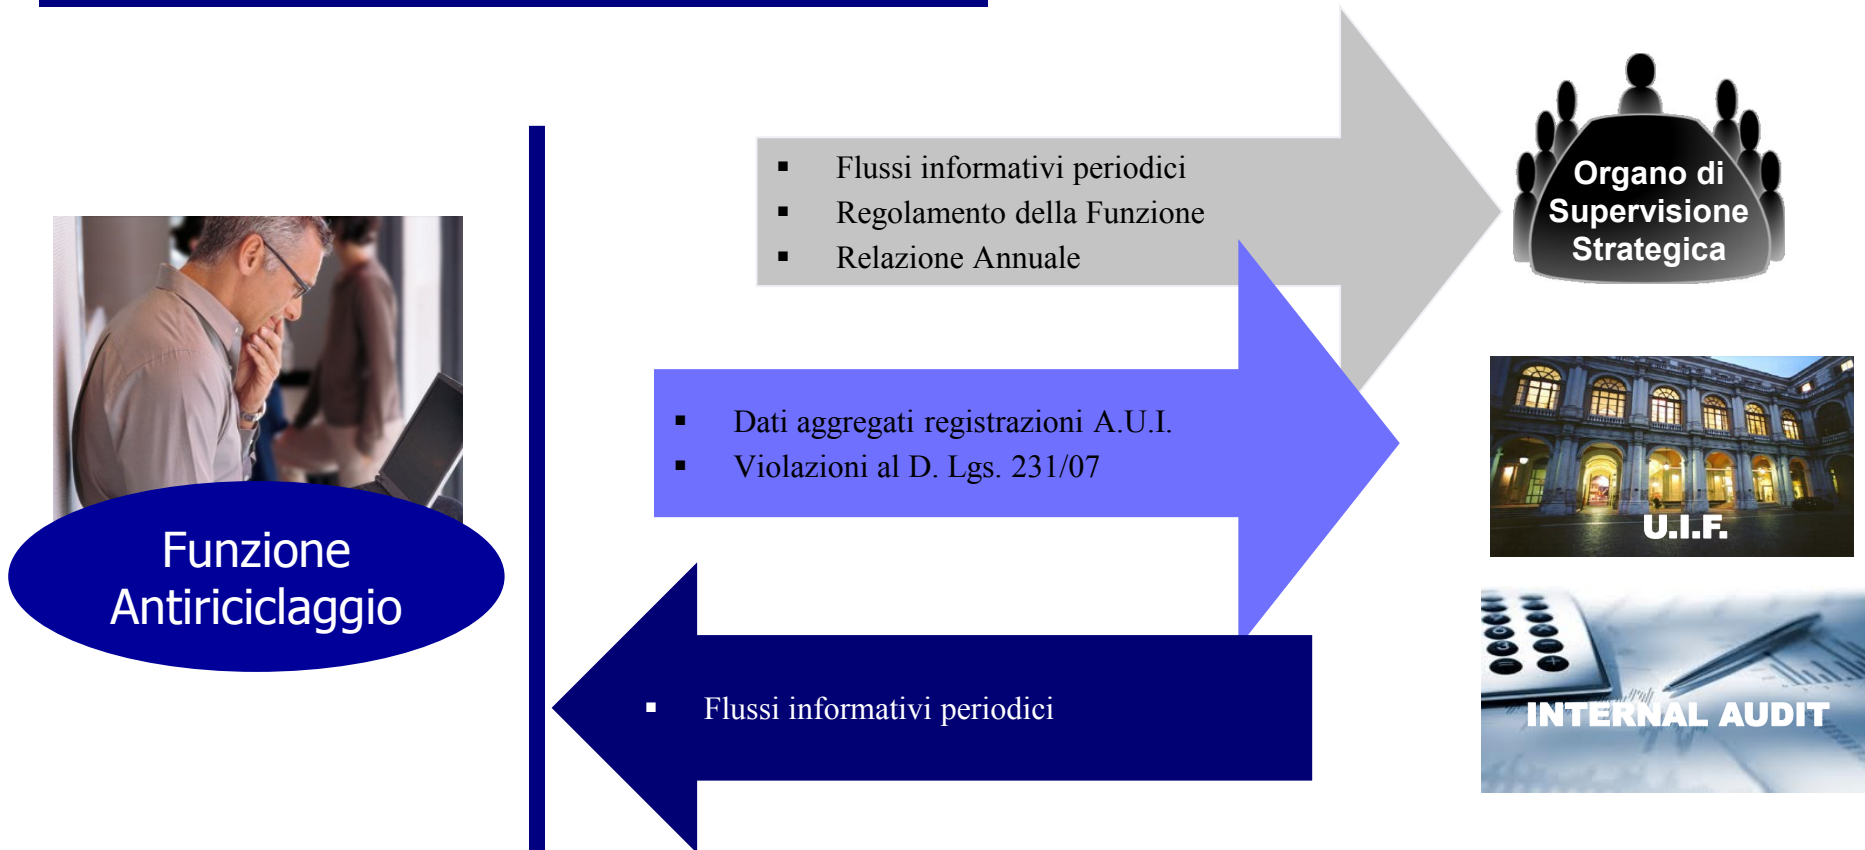 Flussi informativi periodici
Regolamento della Funzione
Relazione Annuale
Organo di
Supervisione
Strategica
Dati aggregati registrazioni A.U.I.
Violazioni al D. Lgs. 231/07
U.I.F.
Funzione
Antiriciclaggio
Flussi informativi periodici
INTERNAL AUDIT